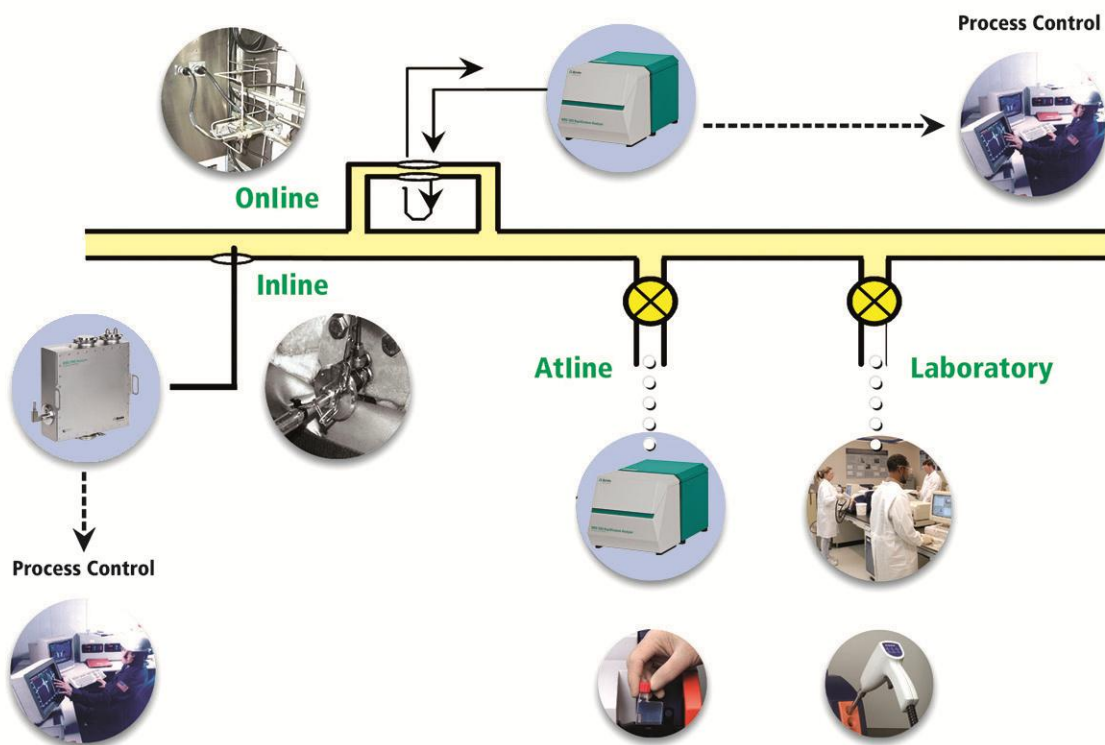 Process Control
Online
Inline
Atline
Laboratory
Process Control